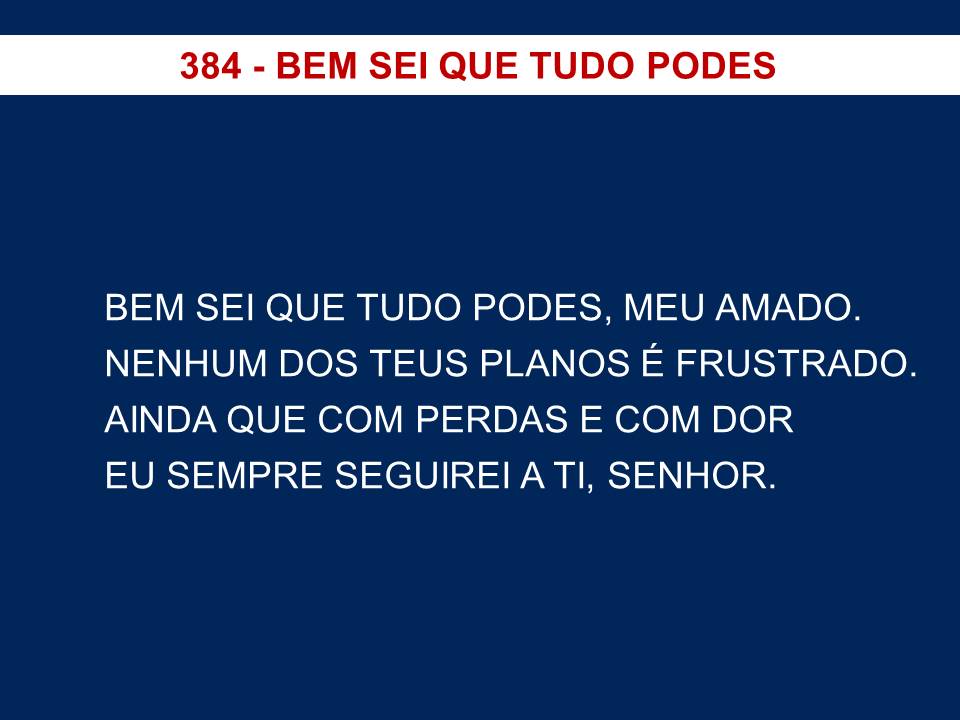 384 - BEM SEI QUE TUDO PODES
BEM SEI QUE TUDO PODES, MEU AMADO.
NENHUM DOS TEUS PLANOS É FRUSTRADO.
AINDA QUE COM PERDAS E COM DOR
EU SEMPRE SEGUIREI A TI, SENHOR.